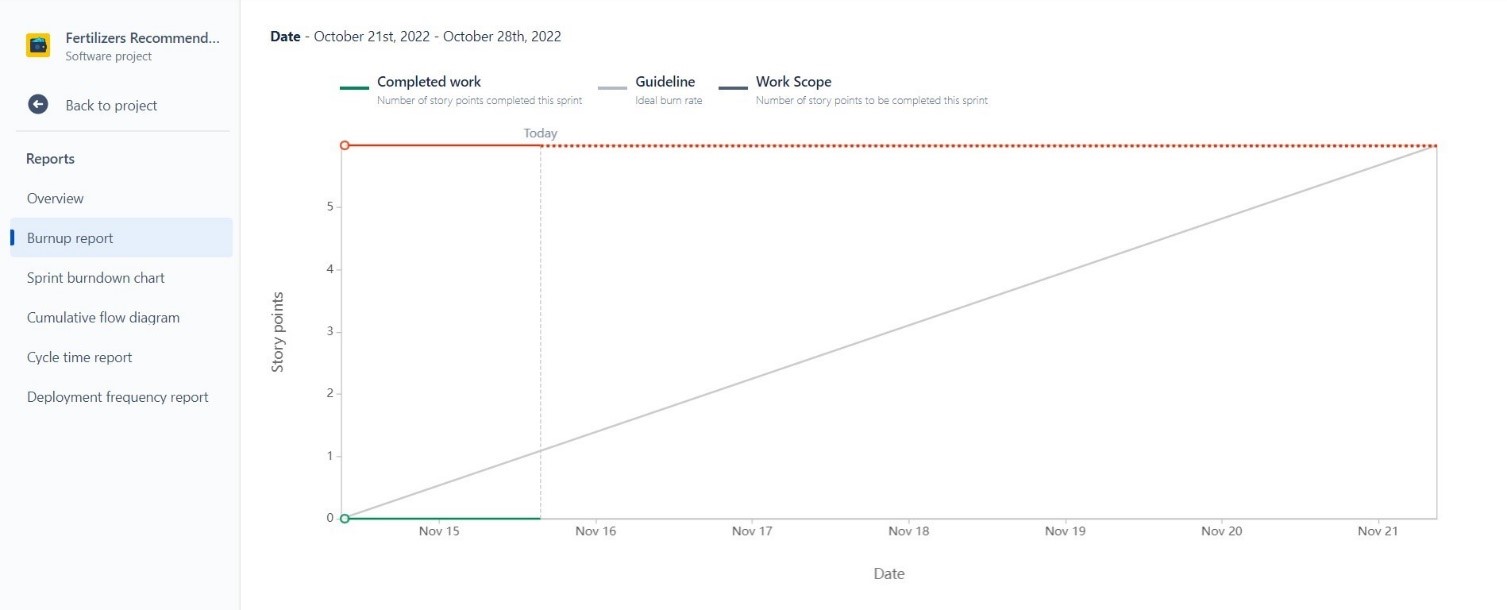 Fertilizers Recommend...
Software project
Back to project
Reports
Overview
Burnup report
Sprint burndown chart
Cumulative flow diagram
Cycle time report
Deployment frequency report
Date - October 21st, 2022 - October 28th, 2022
Completed work
Number of story points completed this sprint
Guideline
Ideal burn rate
Work Scope
Number of story points to be completed this sprint
Today
5
4
3
2
1
0
Story points
Nov 15 Nov 16 Nov 17 Nov 18 Nov 19 Nov 20 Nov 21
Date